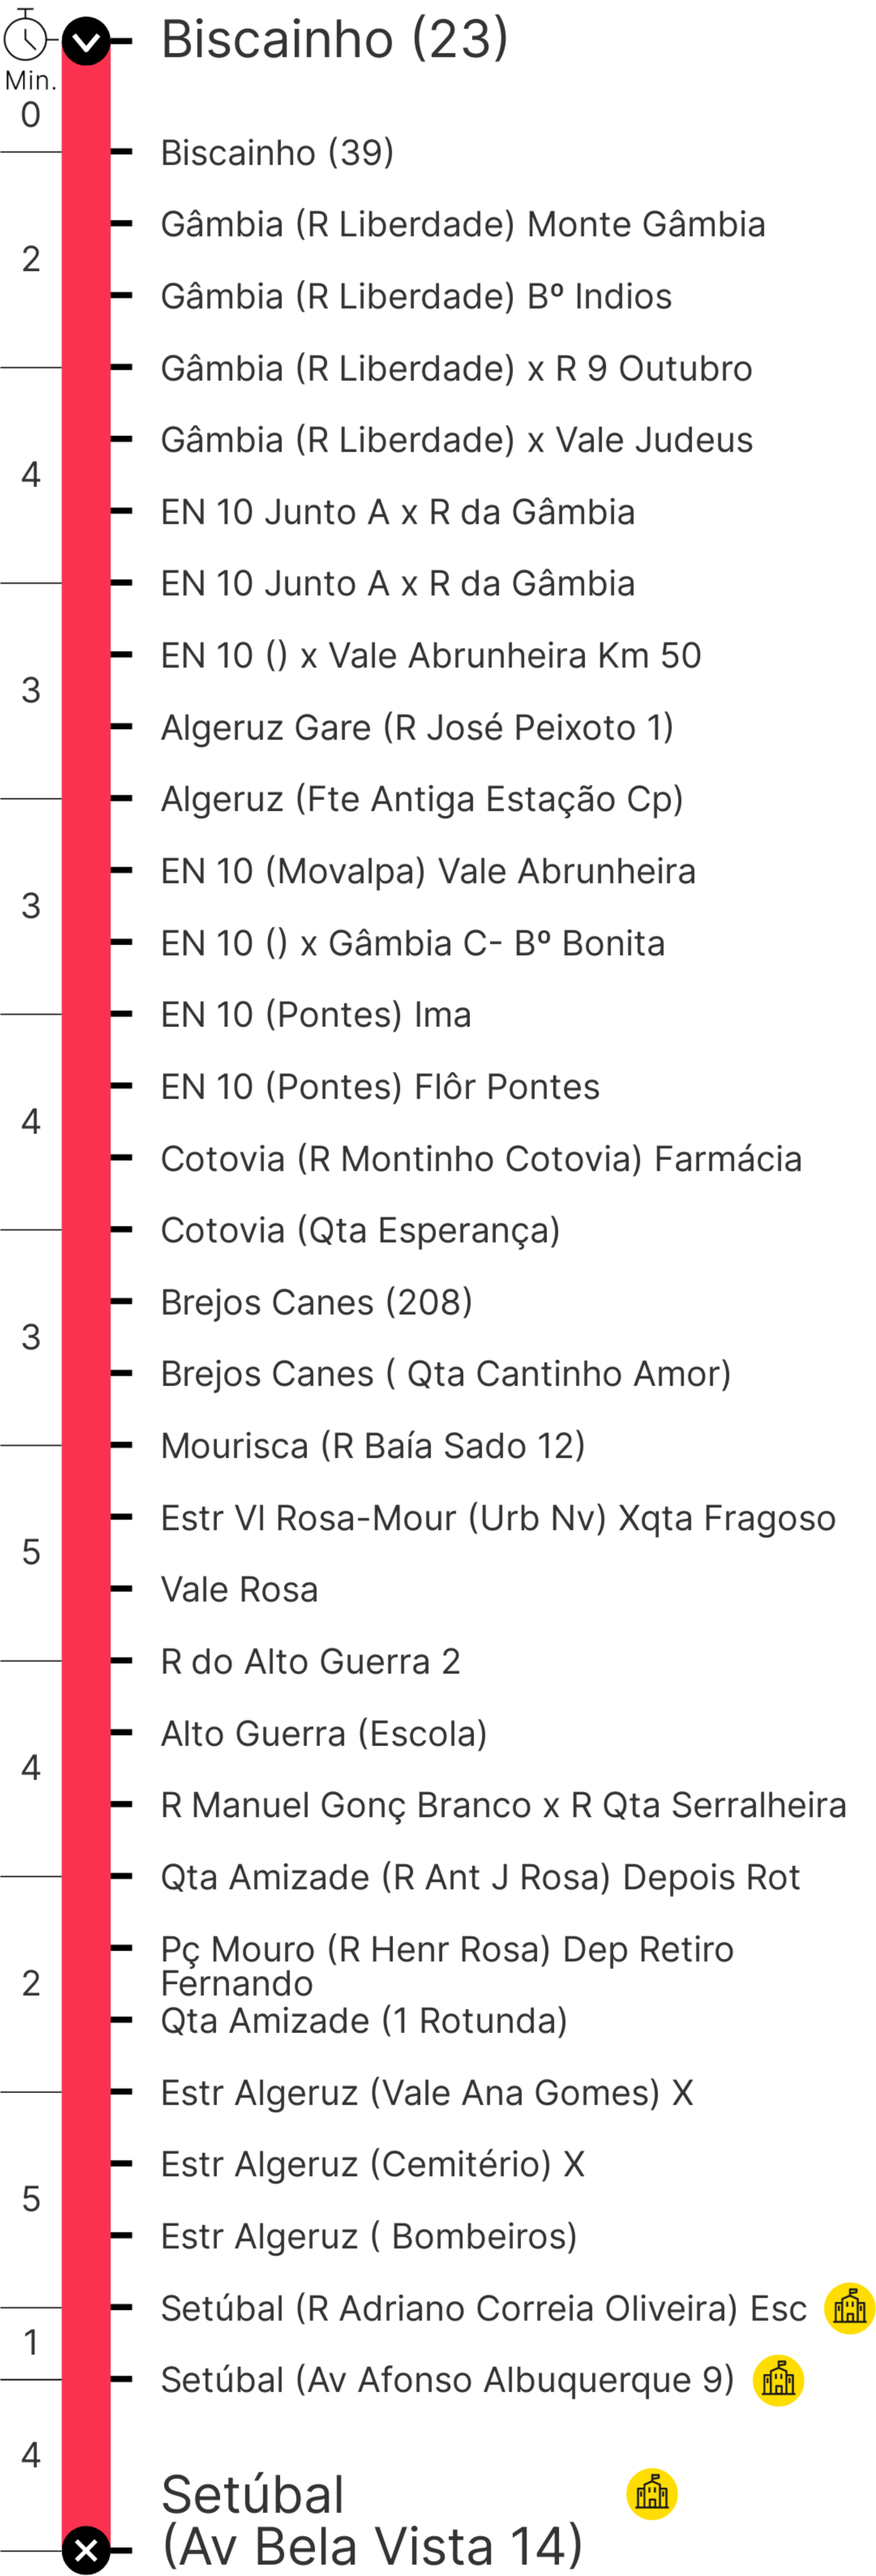 Biscainho (23)
Min.
0
Biscainho (39)
Gâmbia (R Liberdade) Monte Gâmbia
2
Gâmbia (R Liberdade) Bº Indios
Gâmbia (R Liberdade) x R 9 Outubro
Gâmbia (R Liberdade) x Vale Judeus
4
EN 10 Junto A x R da Gâmbia
EN 10 Junto A x R da Gâmbia
EN 10 () x Vale Abrunheira Km 50
3
Algeruz Gare (R José Peixoto 1)
Algeruz (Fte Antiga Estação Cp)
EN 10 (Movalpa) Vale Abrunheira
3
EN 10 () x Gâmbia C- Bº Bonita
EN 10 (Pontes) Ima
EN 10 (Pontes) Flôr Pontes
4
Cotovia (R Montinho Cotovia) Farmácia
Cotovia (Qta Esperança)
Brejos Canes (208)
3
Brejos Canes ( Qta Cantinho Amor)
Mourisca (R Baía Sado 12)
Estr Vl Rosa-Mour (Urb Nv) Xqta Fragoso
5
Vale Rosa
R do Alto Guerra 2
Alto Guerra (Escola)
4
R Manuel Gonç Branco x R Qta Serralheira
Qta Amizade (R Ant J Rosa) Depois Rot
Pç Mouro (R Henr Rosa) Dep Retiro
Fernando
2
Qta Amizade (1 Rotunda)
Estr Algeruz (Vale Ana Gomes) X
Estr Algeruz (Cemitério) X
5
Estr Algeruz ( Bombeiros)
Setúbal (R Adriano Correia Oliveira) Esc
1
Setúbal (Av Afonso Albuquerque 9)
4
Setúbal
(Av Bela Vista 14)